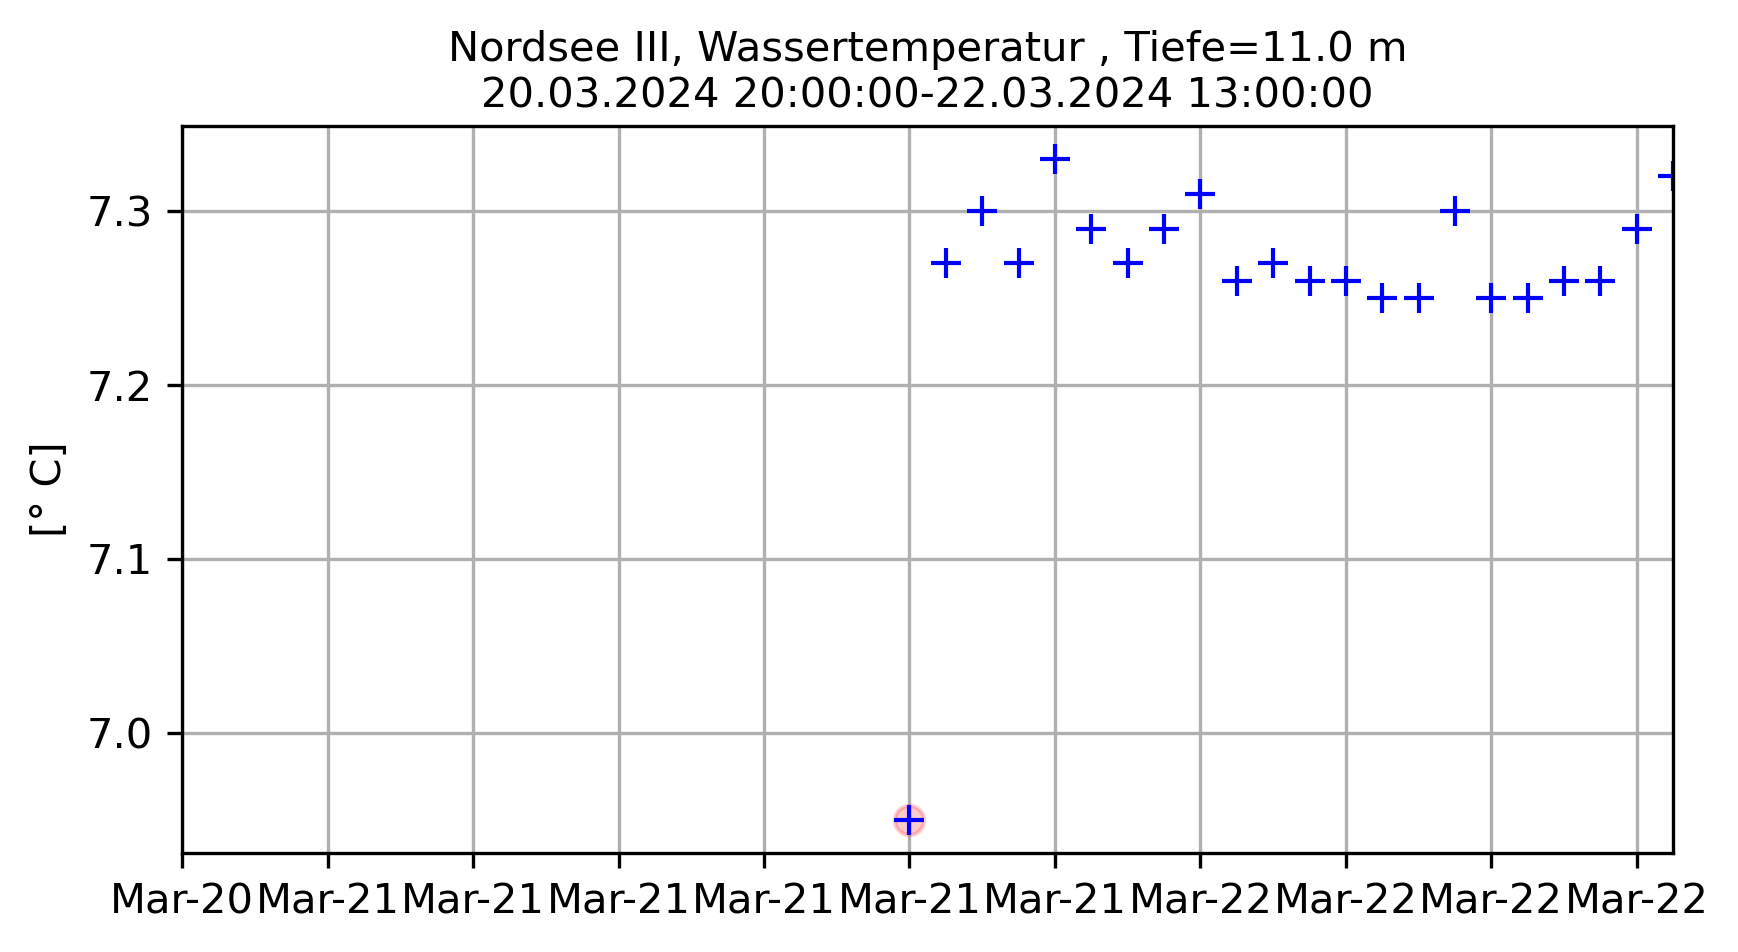 Nordsee III, Wassertemperatur , Tiefe=11.0 m
20.03.2024 20:00:00-22.03.2024 13:00:00
7.3
7.2
7.1
7.0
[° C]
Mar-20 Mar-21 Mar-21 Mar-21 Mar-21 Mar-21 Mar-21 Mar-22 Mar-22 Mar-22 Mar-22